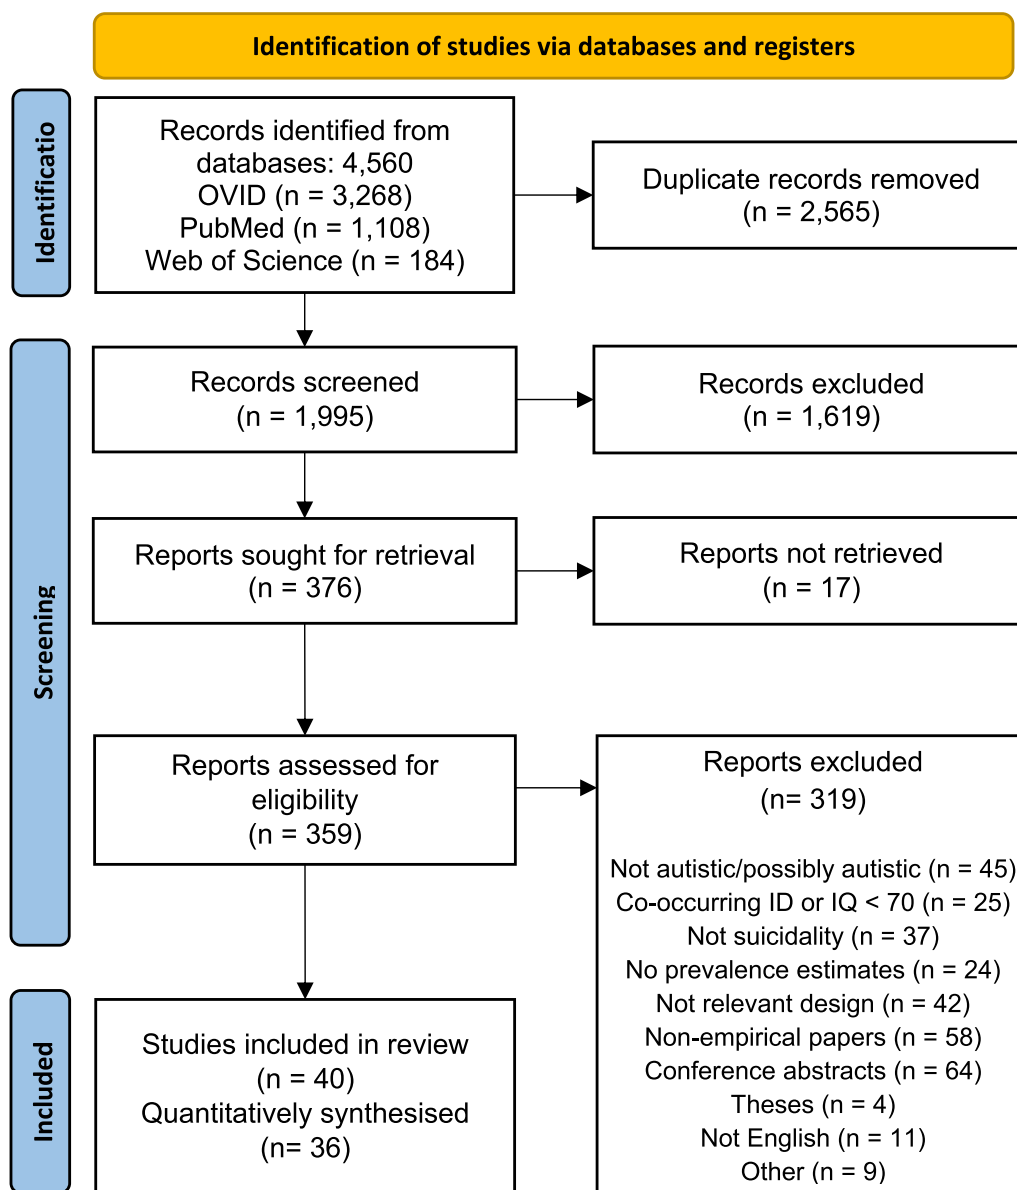 Identification of studies via databases and registers
Identificatio
Records identified from
databases: 4,560
OVID (n = 3,268)
PubMed (n = 1,108)
Web of Science (n = 184)
Duplicate records removed
(n = 2,565)
Screening
Records screened
(n = 1,995)
Records excluded
(n = 1,619)
Reports sought for retrieval
(n = 376)
Reports not retrieved
(n = 17)
Reports assessed for
eligibility
(n = 359)
Reports excluded
(n= 319)
Not autistic/possibly autistic (n = 45)
Co-occurring ID or IQ < 70 (n = 25)
Not suicidality (n = 37)
No prevalence estimates (n = 24)
Not relevant design (n = 42)
Non-empirical papers (n = 58)
Conference abstracts (n = 64)
Theses (n = 4)
Not English (n = 11)
Other (n = 9)
Included
Studies included in review
(n = 40)
Quantitatively synthesised
(n= 36)